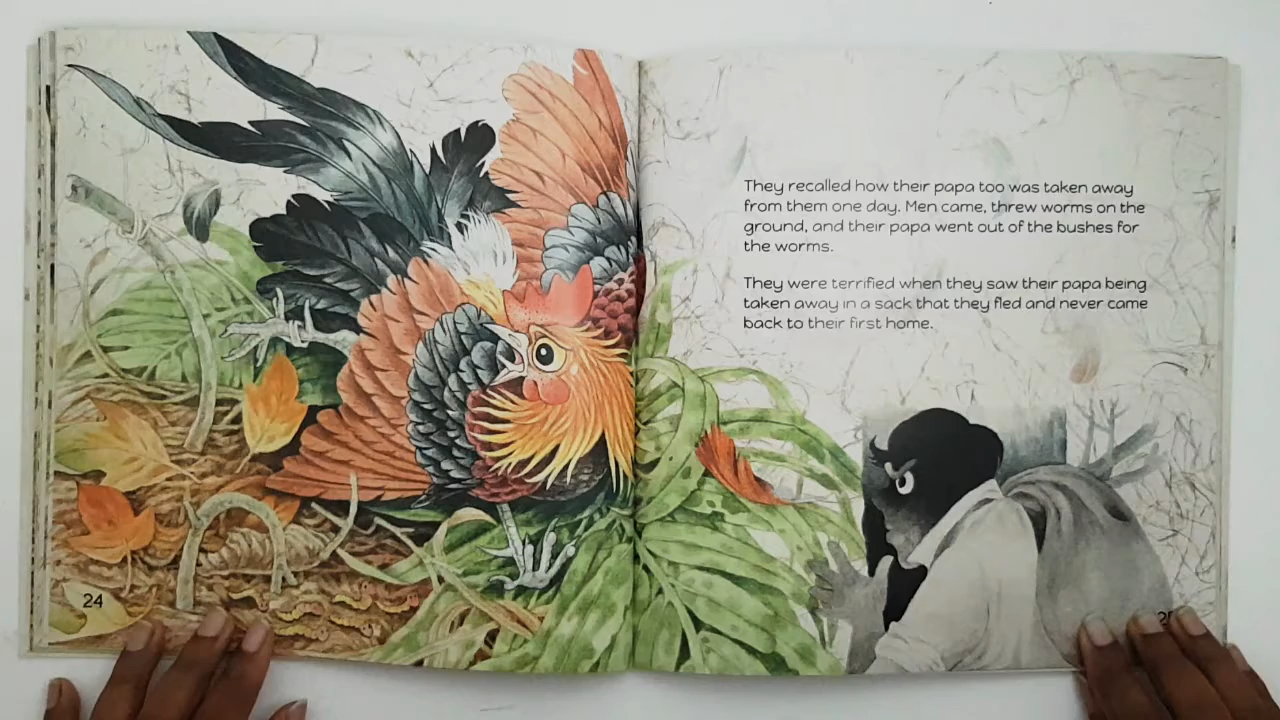 They recalled how their papa too was taken away
from them one day. Men came, threw worms on the
ground, and their papa went out of the bushes for
the worms.
They were terrified when they saw their papa being
taken away in a sack that they fled and never came
back to their first home.
24